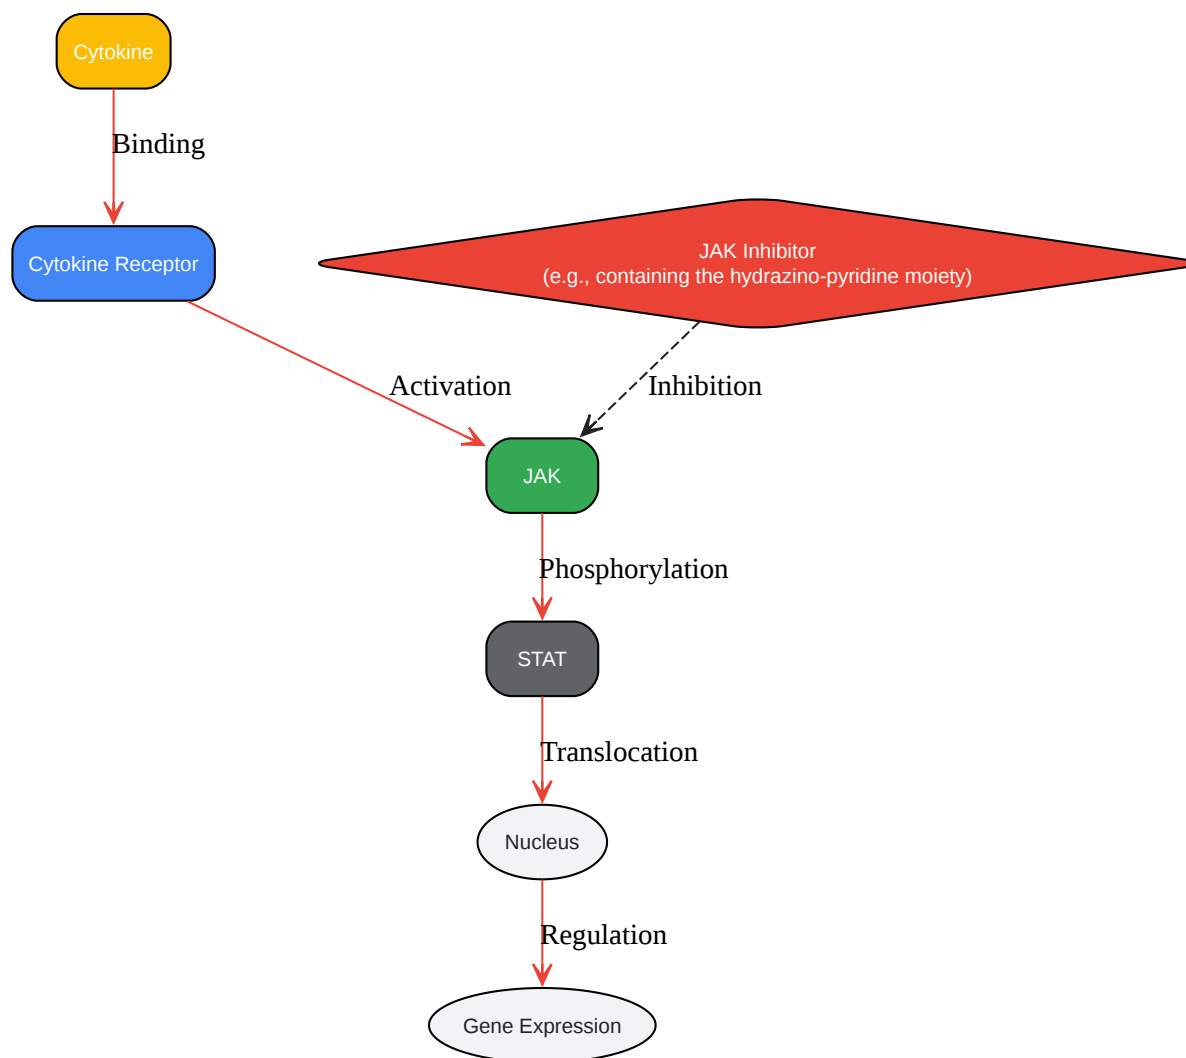 Cytokine
Binding
Cytokine Receptor
JAK Inhibitor
(e.g., containing the hydrazino-pyridine moiety)
Activation
Inhibition
JAK
Phosphorylation
STAT
Translocation
Nucleus
Regulation
Gene Expression